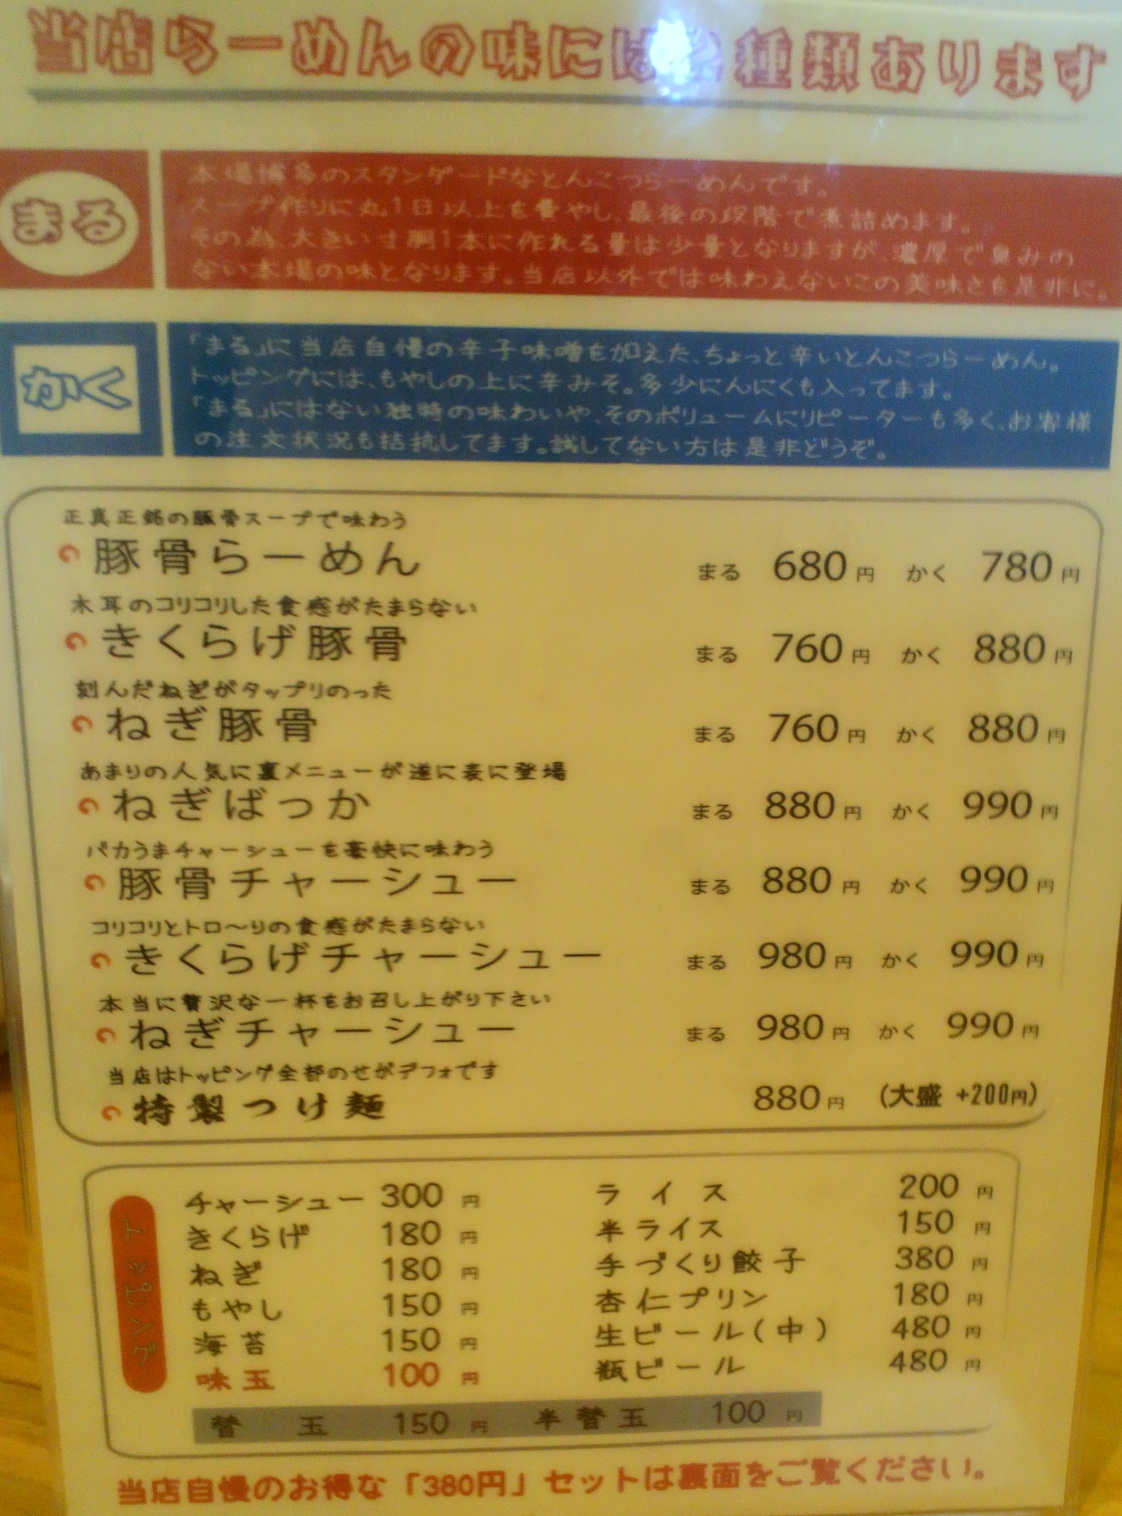 当店らーめんの味には 種類あります
まる
本場博多のスタンダードなとんこつらーめんです。
スープ作りに丸1日以上を費やし、最後の段階で煮詰めます。
その為、大きい寸胴1本に作れる量は少量となりますが、濃厚で臭みの
ない本場の味となります。当店以外では味わえないこの美味さを是非に。
かく
「まる」に当店自慢の辛子味噌を加えた、ちょっと辛いとんこつらーめん。
トッピングには、もやしの上に辛みそ。多少にんにくも入ってます。
「まる」にはない独特の味わいや、そのボリュームにリピーターも多く、お客様
の注文状況も拮抗してます。試してない方は是非どうぞ。
正真正銘の豚骨スープで味わう
豚骨らーめん まる 680円 かく 780円
木耳のコリコリした食感がたまらない
きくらげ豚骨 まる 760円 かく 880円
刻んだねぎがタップリのった
ねぎ豚骨 まる 760円 かく 880円
あまりの人気に裏メニューが遂に表に登場
ねぎばっか まる 880円 かく 990円
バカうまチャーシューを豪快に味わう
豚骨チャーシュー まる 880円 かく 990円
コリコリとトロ〜りの食感がたまらない
きくらげチャーシュー まる 980円 かく 990円
本当に贅沢な一杯をお召し上がり下さい
ねぎチャーシュー まる 980円 かく 990円
当店はトッピング全部のせがデフォです
特製つけ麺 880円 (大盛 +200円)
トッピング
チャーシュー 300円 ライス 200円
きくらげ 180円 半ライス 150円
ねぎ 180円 手づくり餃子 380円
もやし 150円 杏仁プリン 180円
海苔 150円 生ビール(中) 480円
味玉 100円 瓶ビール 480円
替玉 150円 半替玉 100円
当店自慢のお得な「380円」セットは裏面をご覧ください。